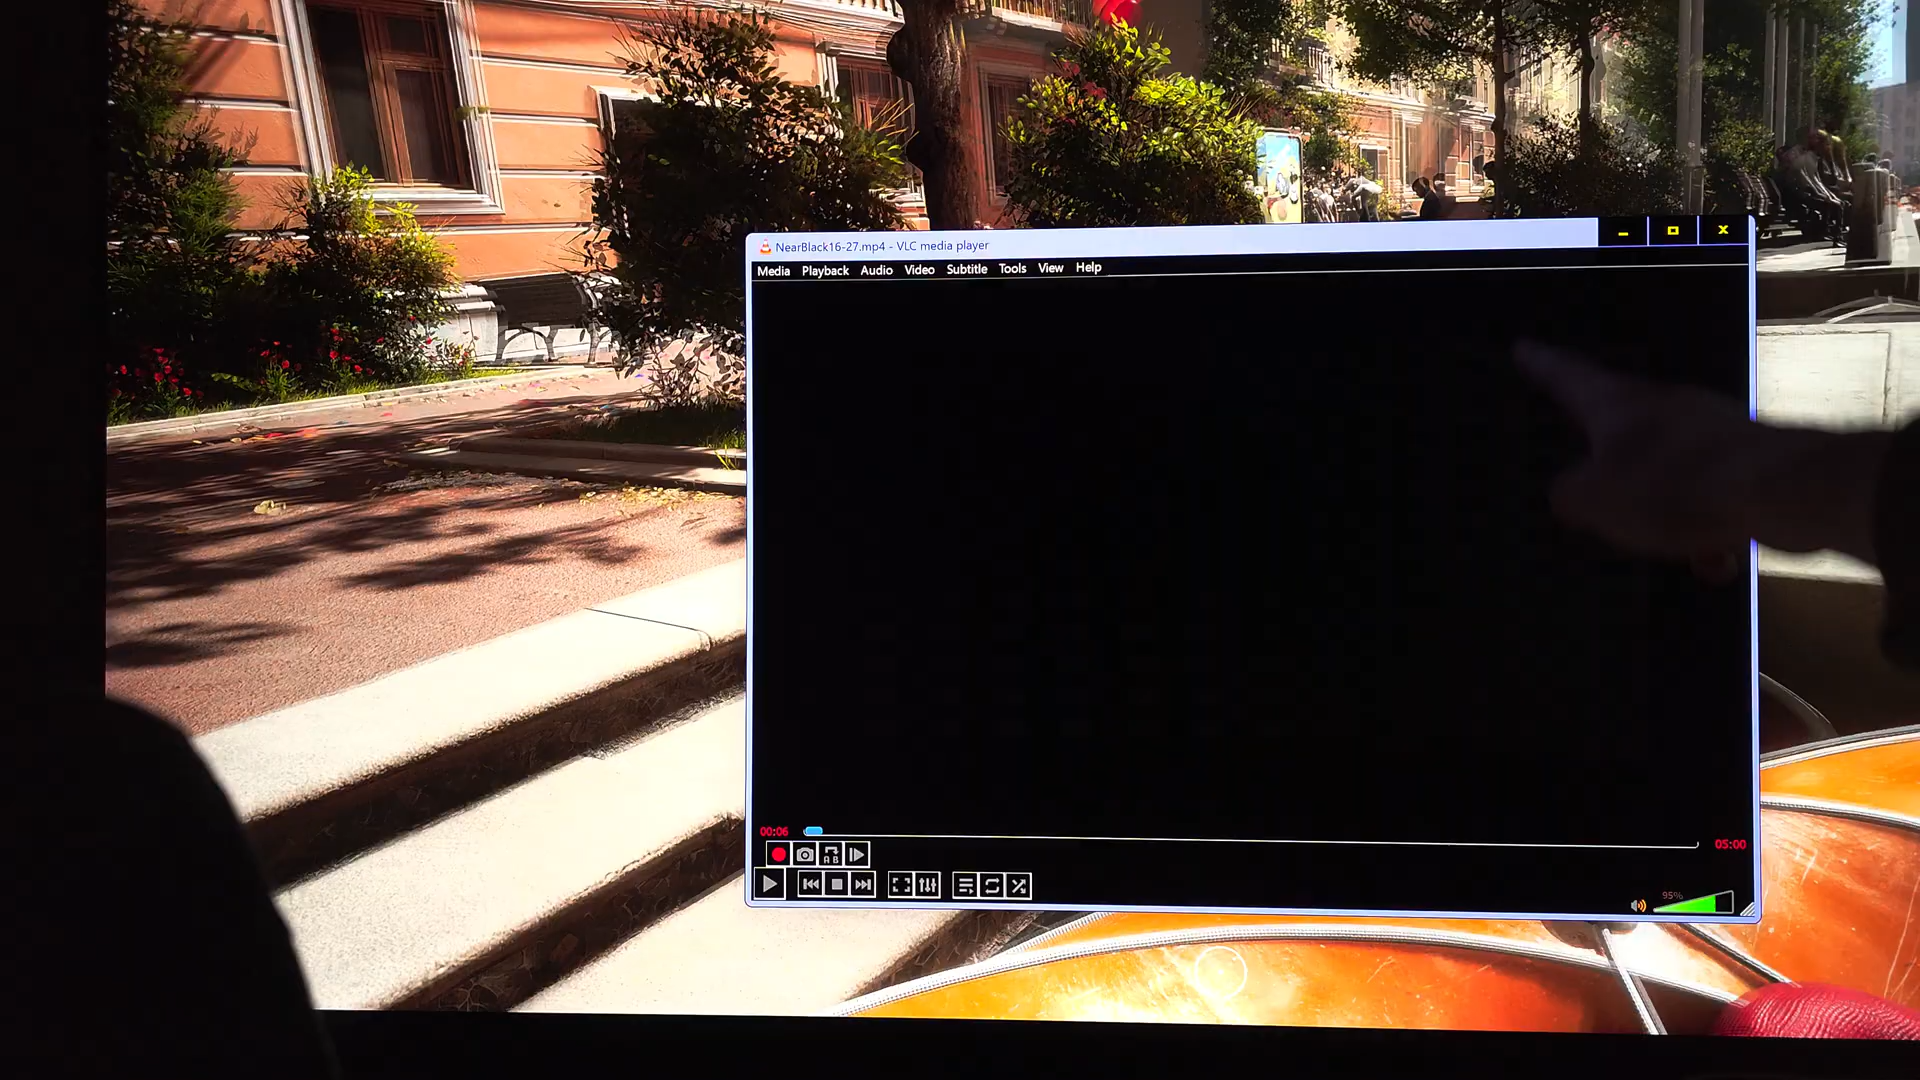 NearBlack16-27.mp4 - VLC media player
Media Playback Audio Video Subtitle Tools View Help
00:06
05:00
A B
95%